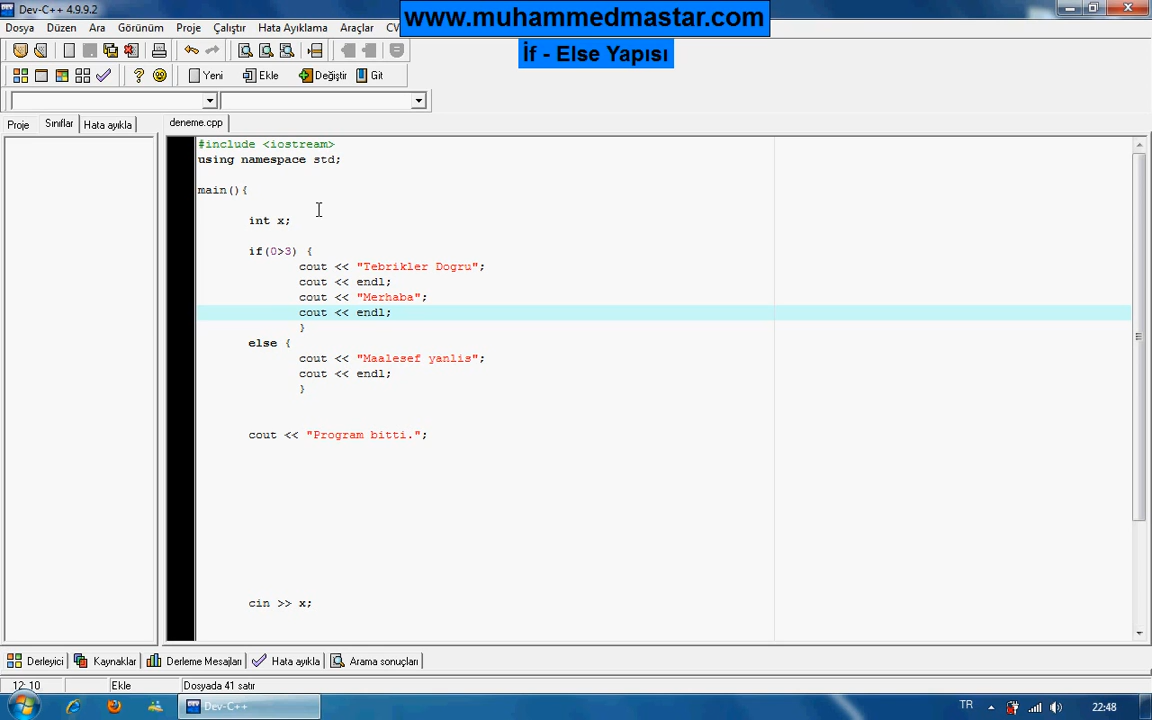 Dev-C++ 4.9.9.2
www.muhammedmastar.com
Dosya Düzen Ara Görünüm Proje Çalıştır Hata Ayıklama Araçlar CV
İf - Else Yapısı
Yeni Ekle Değiştir Git
Proje Sınıflar Hata ayıkla deneme.cpp
#include <iostream>
using namespace std;
main(){
int x;
if(0>3) {
cout << "Tebrikler Dogru";
cout << endl;
cout << "Merhaba";
cout << endl;
}
else {
cout << "Maalesef yanlis";
cout << endl;
}
cout << "Program bitti.";
cin >> x;
Derleyici Kaynaklar Derleme Mesajları Hata ayıkla Arama sonuçları
12: 10 Ekle Dosyada 41 satır
Dev-C++ TR 22:48